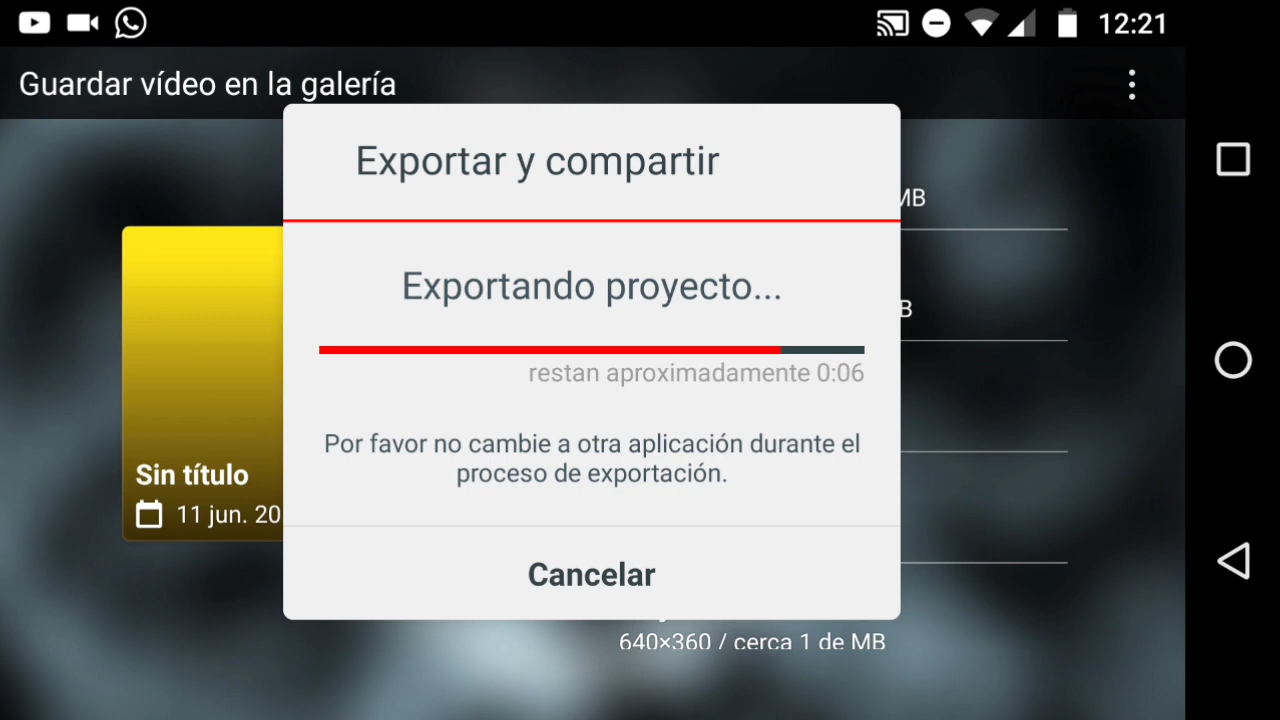 12:21
Guardar vídeo en la galería
Exportar y compartir
MB
Exportando proyecto...
B
restan aproximadamente 0:06
Por favor no cambie a otra aplicación durante el
proceso de exportación.
Sin título
11 jun. 20
Cancelar
640×360 / cerca 1 de MB